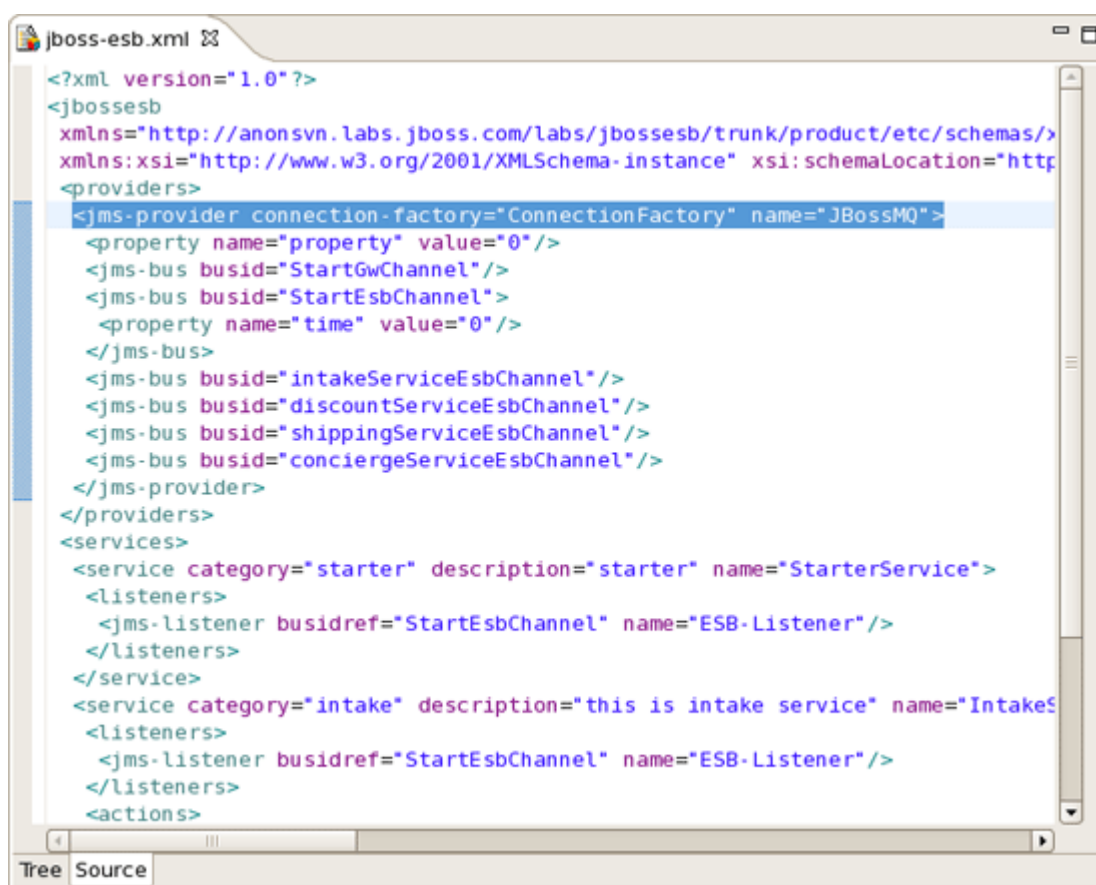 jboss-esb.xml
<?xml version="1.0"?>
<jbossesb
xmlns="http://anonsvn.labs.jboss.com/labs/jbossesb/trunk/product/etc/schemas/
xmlns:xsi="http://www.w3.org/2001/XMLSchema-instance" xsi:schemaLocation="http
<providers>
<jms-provider connection-factory="ConnectionFactory" name="JBossMQ">
<property name="property" value="0"/>
<jms-bus busid="StartGwChannel"/>
<jms-bus busid="StartEsbChannel">
<property name="time" value="0"/>
</jms-bus>
<jms-bus busid="intakeServiceEsbChannel"/>
<jms-bus busid="discountServiceEsbChannel"/>
<jms-bus busid="shippingServiceEsbChannel"/>
<jms-bus busid="conciergeServiceEsbChannel"/>
</jms-provider>
</providers>
<services>
<service category="starter" description="starter" name="StarterService">
<listeners>
<jms-listener busidref="StartEsbChannel" name="ESB-Listener"/>
</listeners>
</service>
<service category="intake" description="this is intake service" name="IntakeS
<listeners>
<jms-listener busidref="StartEsbChannel" name="ESB-Listener"/>
</listeners>
<actions>
Tree Source